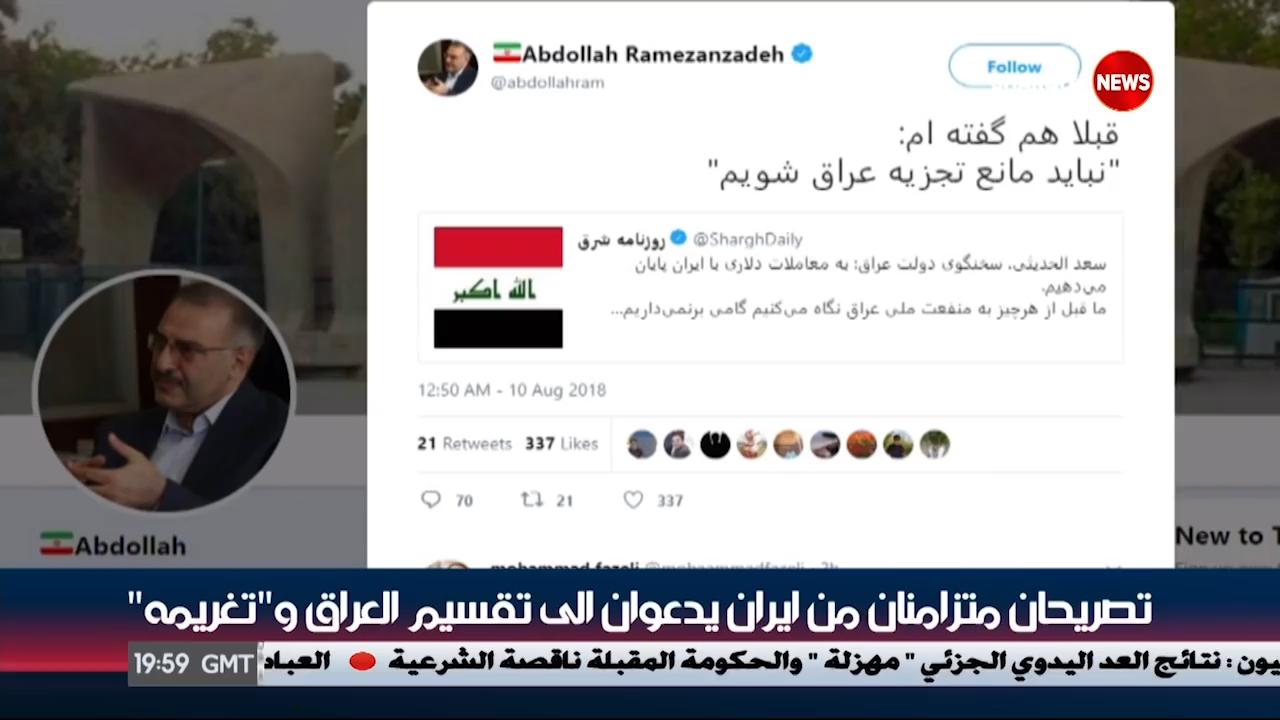 Abdollah Ramezanzadeh
@abdollahram
Follow
NEWS
قبلا هم گفته ام:
"نباید مانع تجزیه عراق شویم"
روزنامه شرق @SharghDaily
سعد الحدیثی، سخنگوی دولت عراق: به معاملات دلاری با ایران پایان
می‌دهیم.
ما قبل از هرچیز به منفعت ملی عراق نگاه می‌کنیم گامی برنمی‌داریم...
الله اكبر
12:50 AM - 10 Aug 2018
21 Retweets 337 Likes
70 21 337
Abdollah
New to
تصريحان متزامنان من ايران يدعوان الى تقسيم العراق و"تغريمه"
يون : نتائج العد اليدوي الجزئي " مهزلة " والحكومة المقبلة ناقصة الشرعية العباد
19:59 GMT